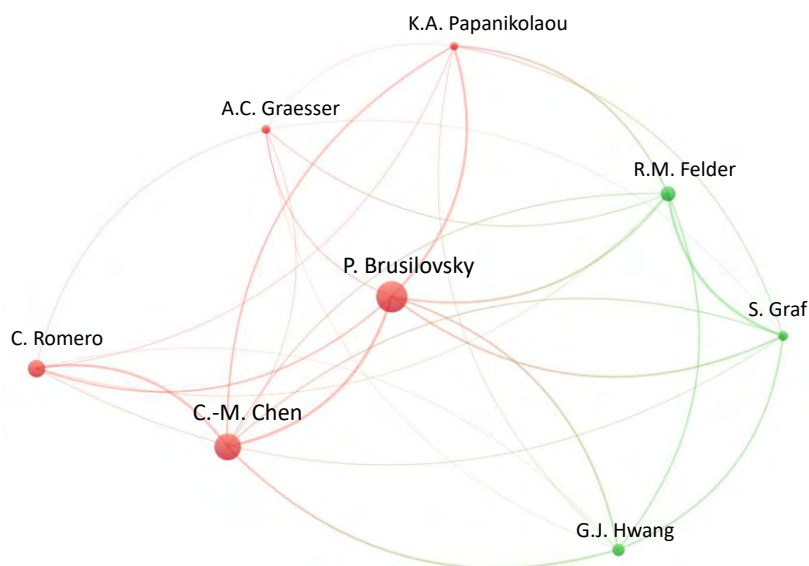 K.A. Papanikolaou
A.C. Graesser
R.M. Felder
P. Brusilovsky
S. Graf
C. Romero
C.-M. Chen
G.J. Hwang